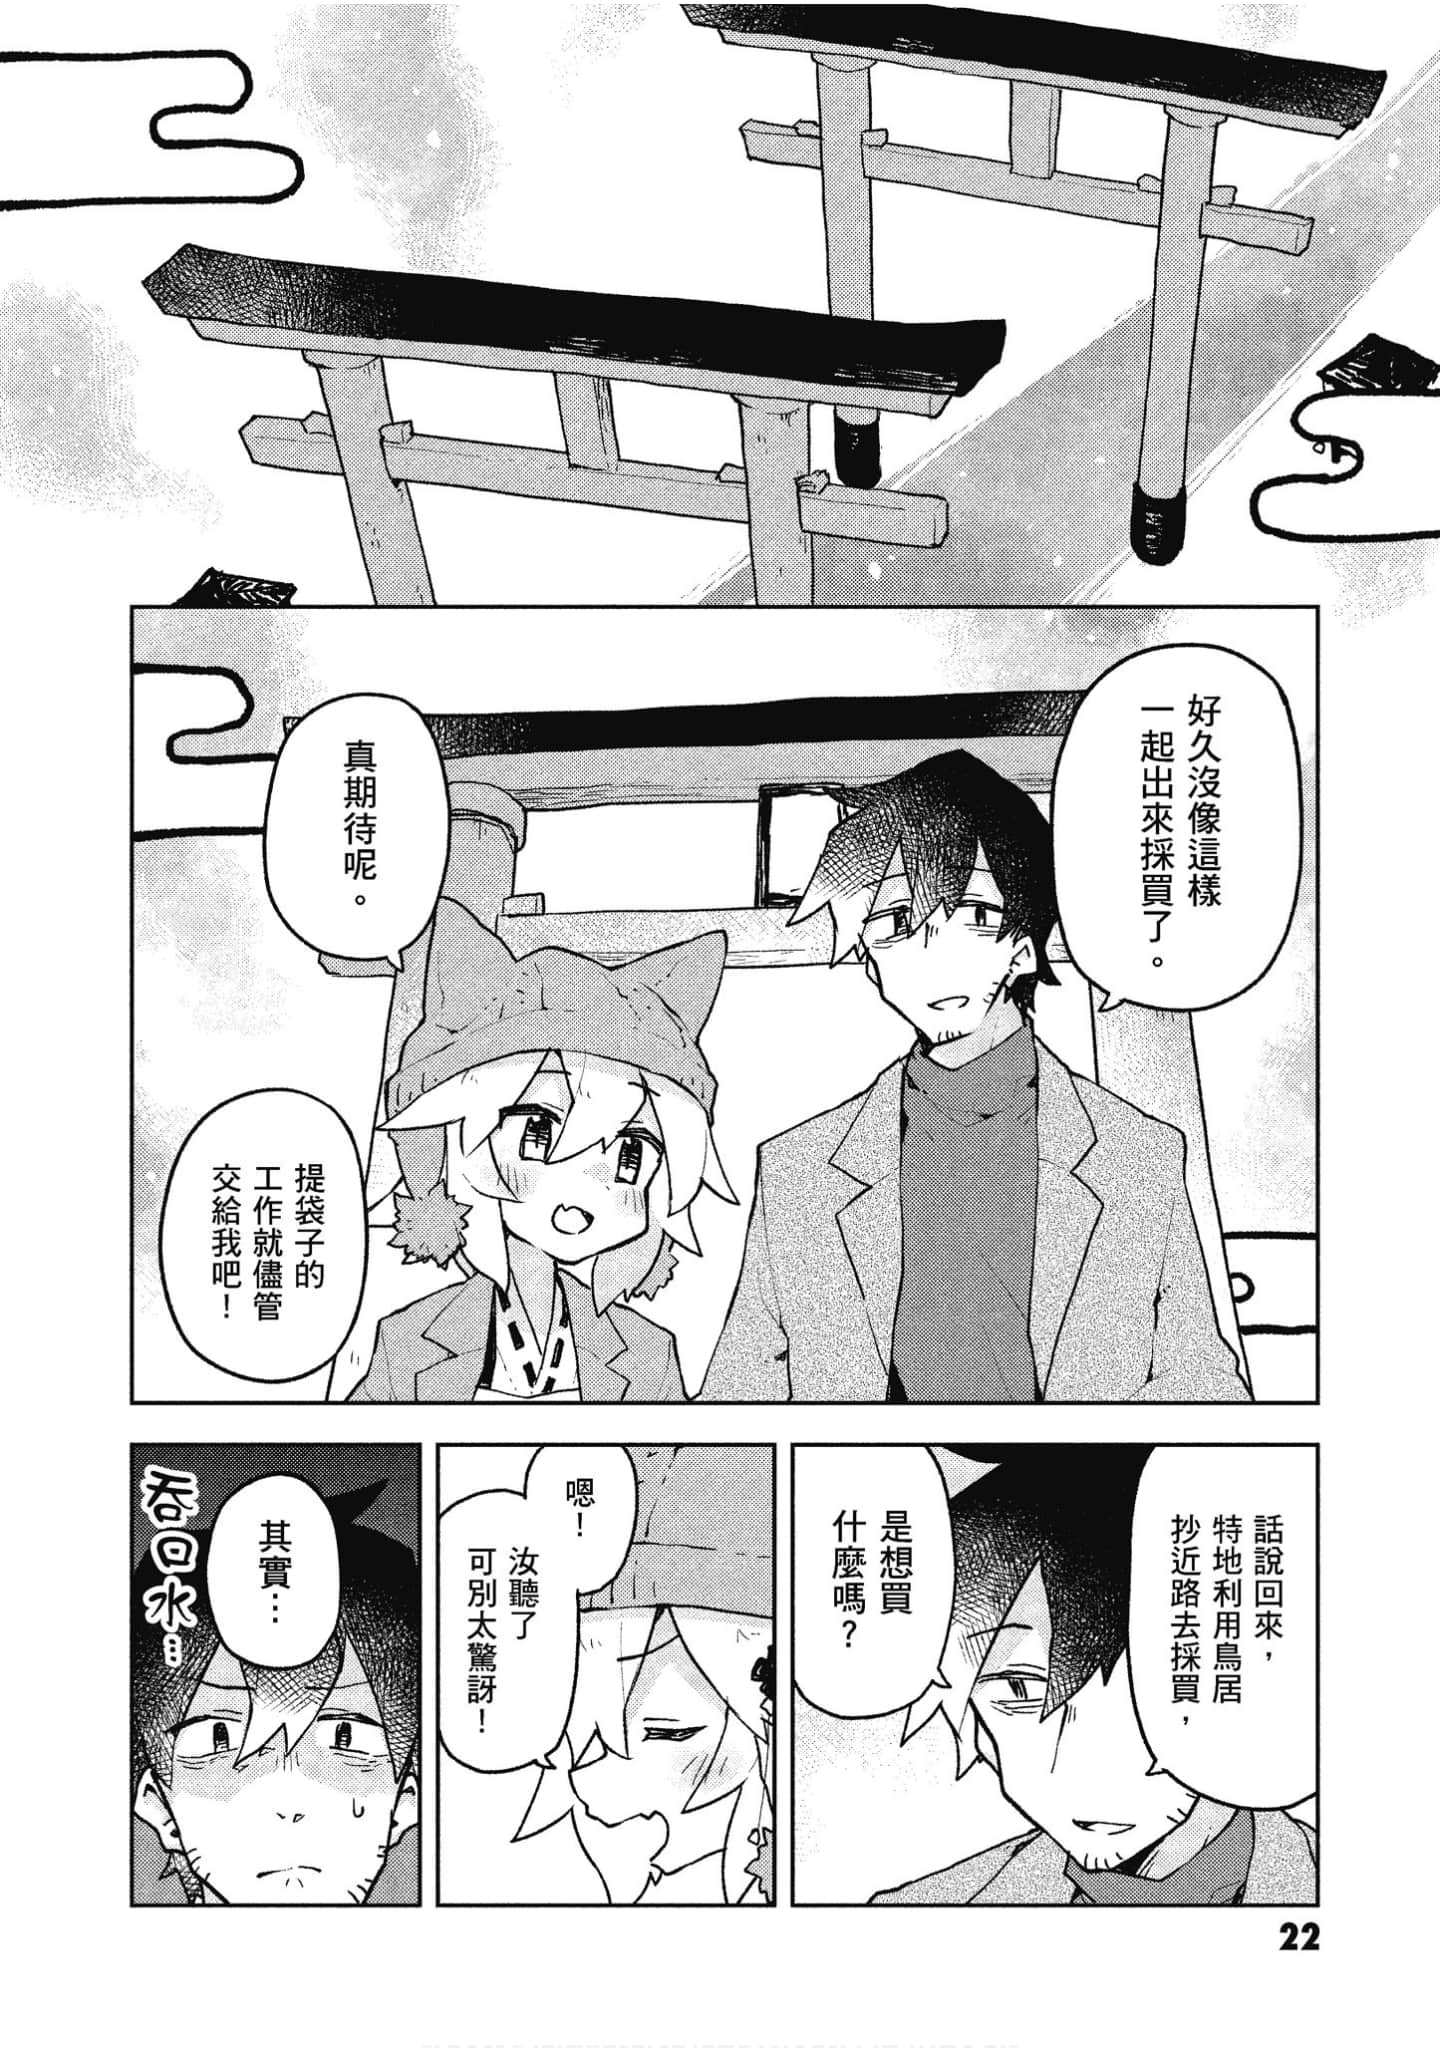 好久沒像這樣
一起出來採買了。
真期待呢。
提袋子的
工作就儘管
交給我吧！
話說回來，
特地利用鳥居
抄近路去採買，
是想買
什麼嗎？
嗯！
汝聽了
可別太驚訝！
其實…
吞口水…
22